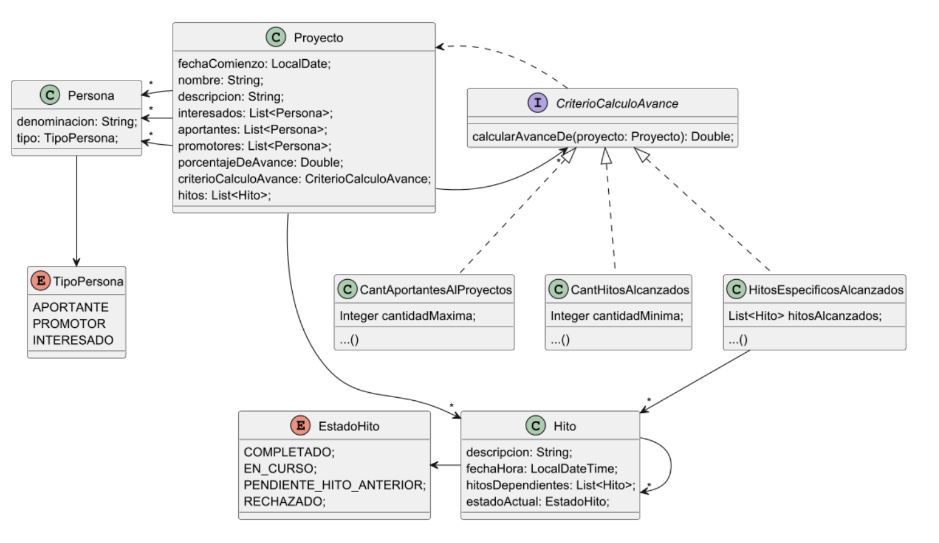 C Proyecto
fechaComienzo: LocalDate;
nombre: String;
descripcion: String;
interesados: List<Persona>;
aportantes: List<Persona>;
promotores: List<Persona>;
porcentajeDeAvance: Double;
criterioCalculoAvance: CriterioCalculoAvance;
hitos: List<Hito>;
C Persona
denominacion: String;
tipo: TipoPersona;
*
*
*
I CriterioCalculoAvance
calcularAvanceDe(proyecto: Proyecto): Double;
*
E TipoPersona
APORTANTE
PROMOTOR
INTERESADO
C CantAportantesAlProyectos
Integer cantidadMaxima;
...()
C CantHitosAlcanzados
Integer cantidadMinima;
...()
C HitosEspecificosAlcanzados
List<Hito> hitosAlcanzados;
...()
*
*
E EstadoHito
COMPLETADO;
EN_CURSO;
PENDIENTE_HITO_ANTERIOR;
RECHAZADO;
C Hito
descripcion: String;
fechaHora: LocalDateTime;
hitosDependientes: List<Hito>;
estadoActual: EstadoHito;
*